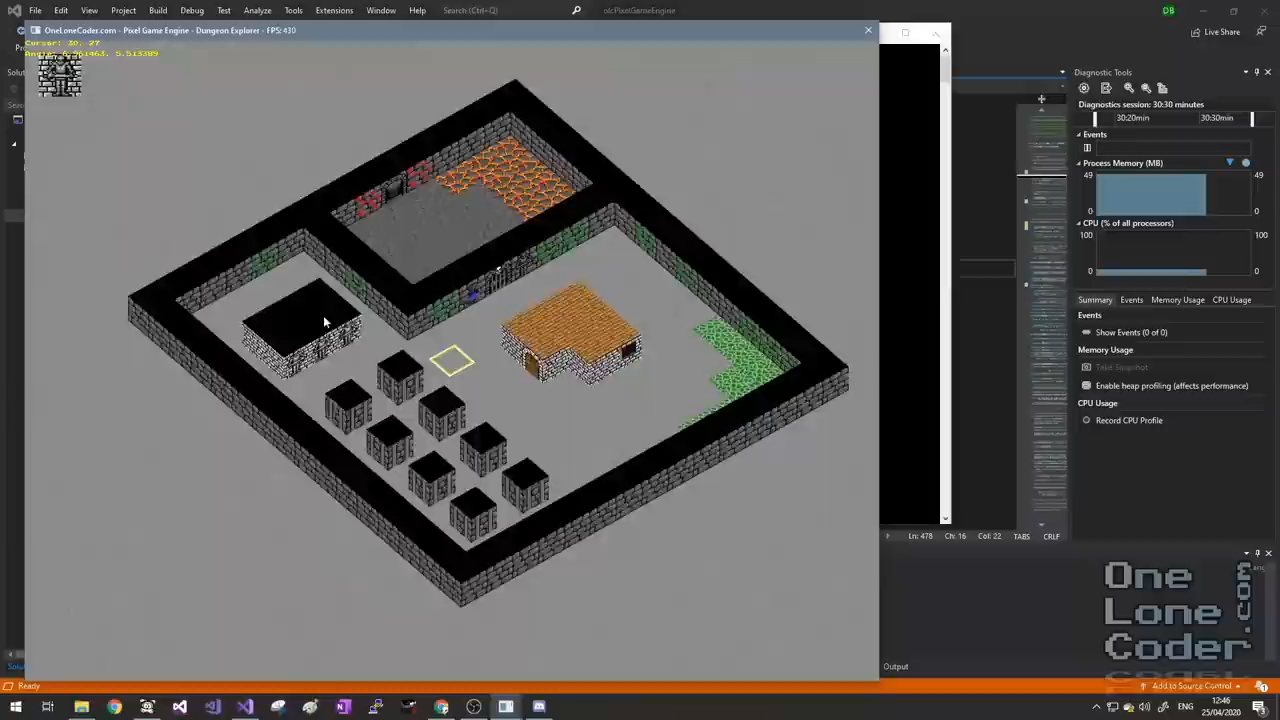 File Edit View Project Build Debug Test Analyze Tools Extensions Window Help Search (Ctrl+Q) olcPixelGameEngine DB
OneLoneCoder.com - Pixel Game Engine - Dungeon Explorer - FPS: 430
Live Share
Cursor: 30, 27
Diagnostic Tools
Diagnostics session: 30:30 minutes
30:20min 30:30min
Events
Process Memory (MB)
49 49
0 0
CPU (% of all processors)
100 100
0 0
Summary Events Memory Usage CPU Usage
Events
Show Events (0 of 0)
Memory Usage
Take Snapshot
Enable heap profiling (affects performance)
CPU Usage
Record CPU Profile
Ln: 478 Ch: 16 Col: 22 TABS CRLF
One
Lone
Coder
.com
Output
Ready
Add to Source Control
12:46
25/04/2020